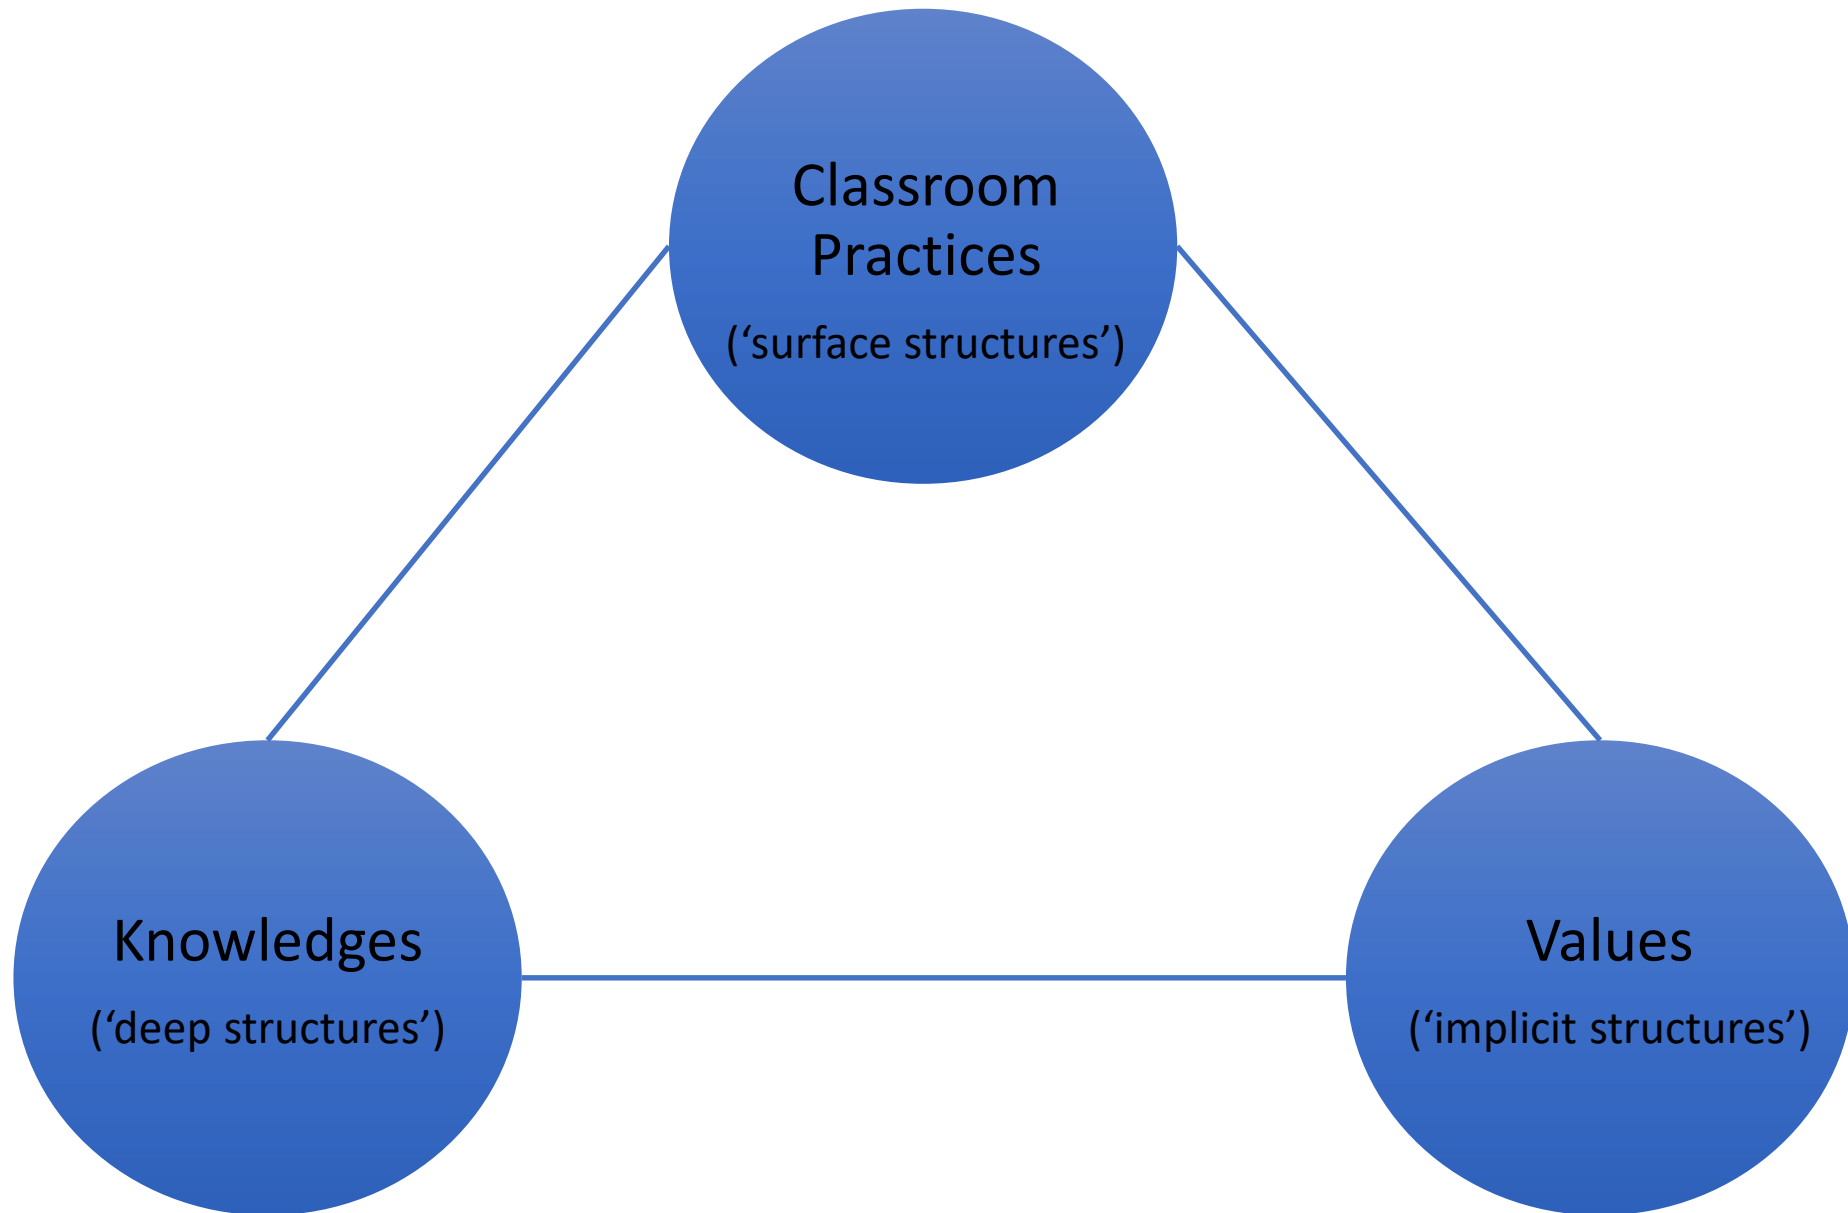 Classroom
Practices
(‘surface structures’)
Knowledges
(‘deep structures’)
Values
(‘implicit structures’)